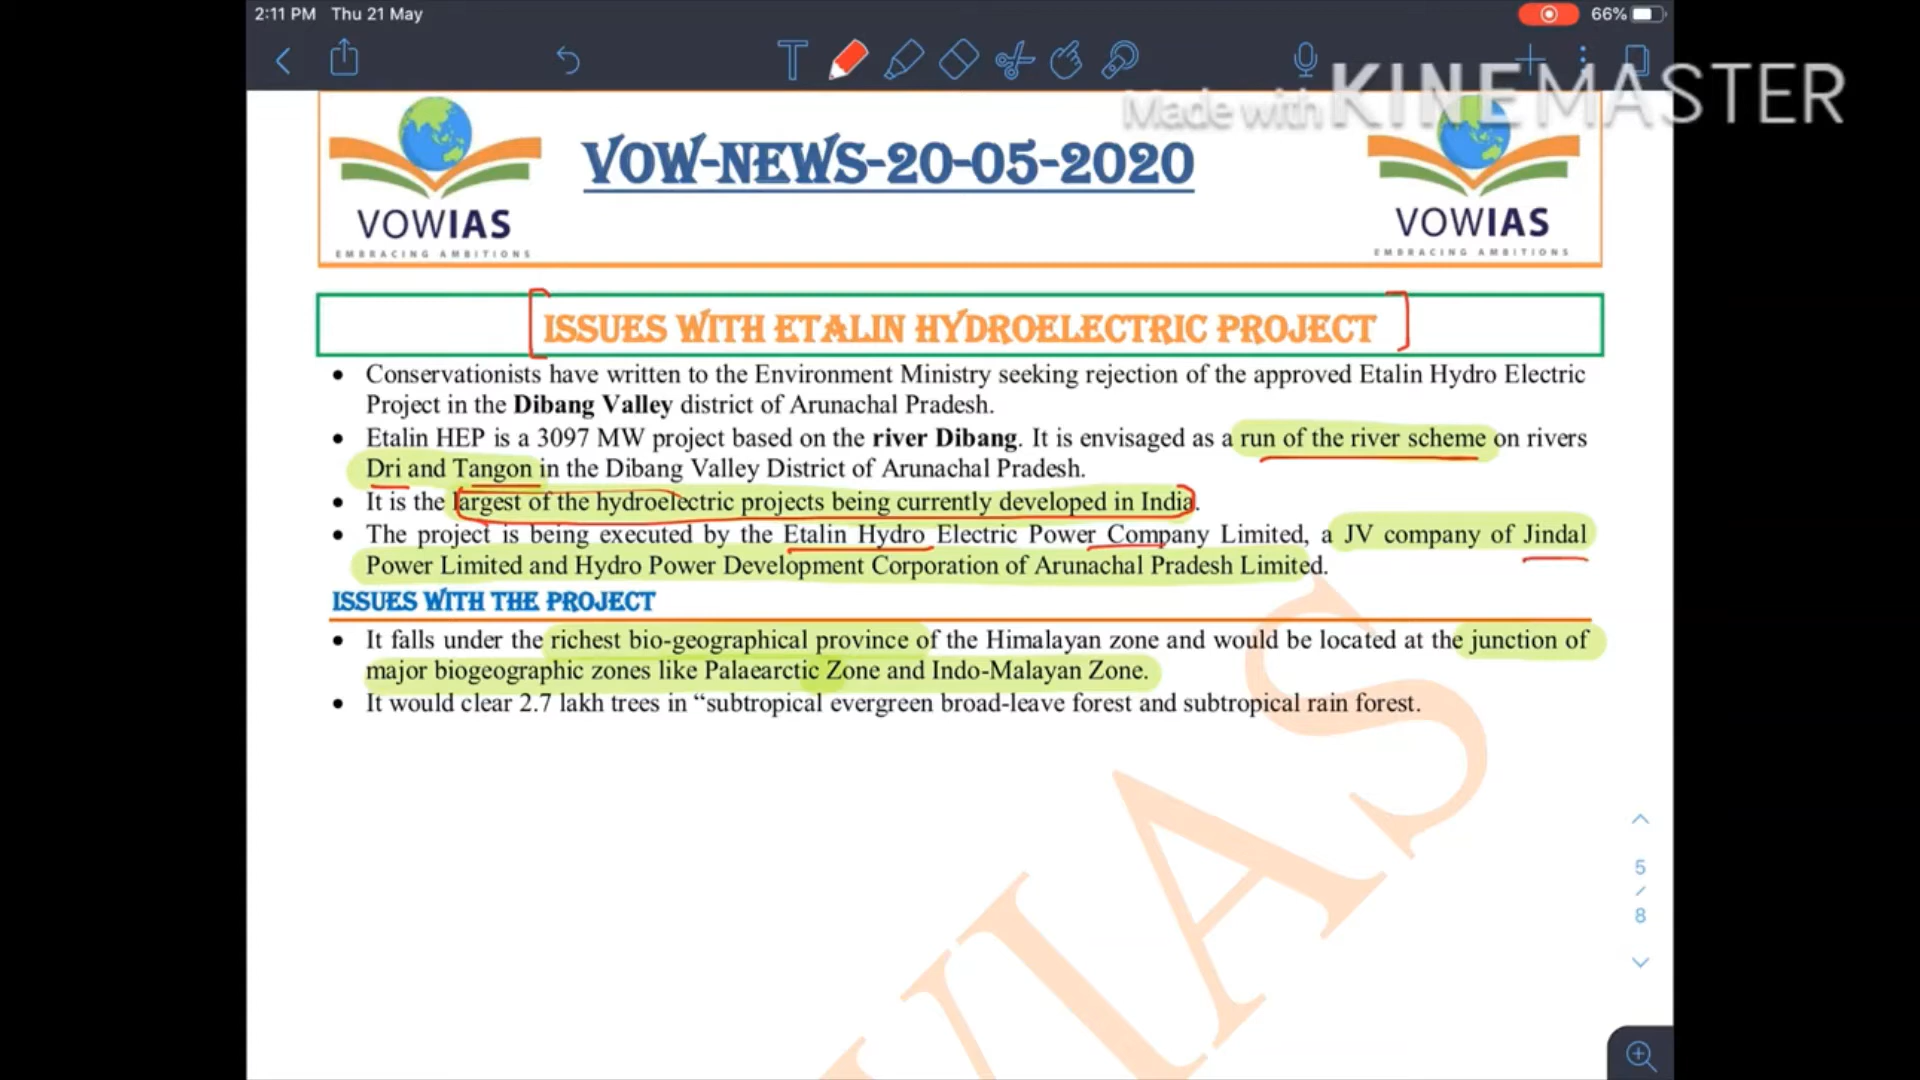 2:11 PM Thu 21 May
66%
Made with KINEMASTER
VOW-NEWS-20-05-2020
VOWIAS
EMBRACING AMBITIONS
VOWIAS
EMBRACING AMBITIONS
ISSUES WITH ETALIN HYDROELECTRIC PROJECT
• Conservationists have written to the Environment Ministry seeking rejection of the approved Etalin Hydro Electric
Project in the Dibang Valley district of Arunachal Pradesh.
• Etalin HEP is a 3097 MW project based on the river Dibang. It is envisaged as a run of the river scheme on rivers
Dri and Tangon in the Dibang Valley District of Arunachal Pradesh.
• It is the largest of the hydroelectric projects being currently developed in India.
• The project is being executed by the Etalin Hydro Electric Power Company Limited, a JV company of Jindal
Power Limited and Hydro Power Development Corporation of Arunachal Pradesh Limited.
ISSUES WITH THE PROJECT
• It falls under the richest bio-geographical province of the Himalayan zone and would be located at the junction of
major biogeographic zones like Palaearctic Zone and Indo-Malayan Zone.
• It would clear 2.7 lakh trees in “subtropical evergreen broad-leave forest and subtropical rain forest.
VIAS
5
/
8